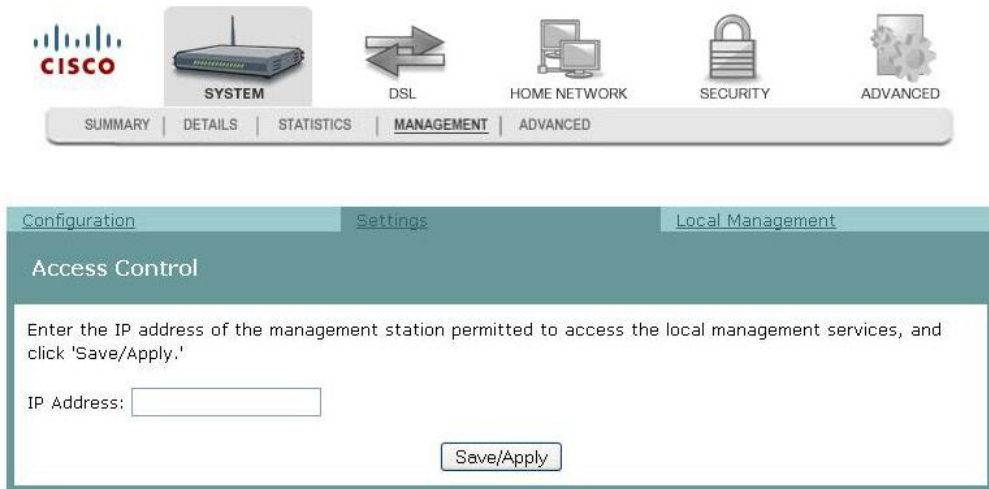 CISCO
SYSTEM
DSL
HOME NETWORK
SECURITY
ADVANCED
SUMMARY | DETAILS | STATISTICS | MANAGEMENT | ADVANCED
Configuration
Settings
Local Management
Access Control
Enter the IP address of the management station permitted to access the local management services, and
click 'Save/Apply.'
IP Address:
Save/Apply